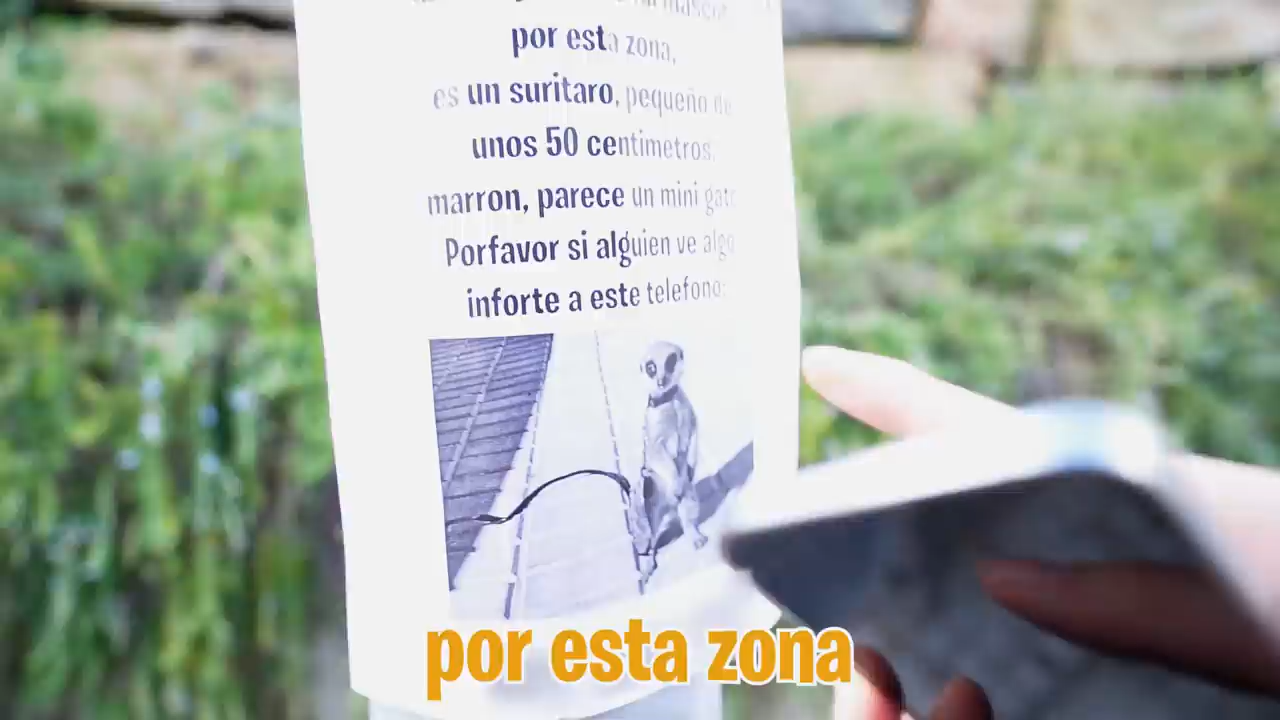 por esta zona,
es un suritaro, pequeño de
unos 50 centimetros,
marron, parece un mini gato
Porfavor si alguien ve algo
inforte a este telefono:
por esta zona